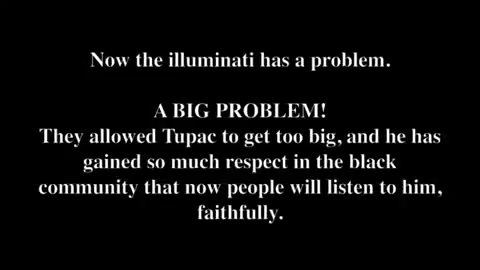 Now the illuminati has a problem.
A BIG PROBLEM!
They allowed Tupac to get too big, and he has
gained so much respect in the black
community that now people will listen to him,
faithfully.